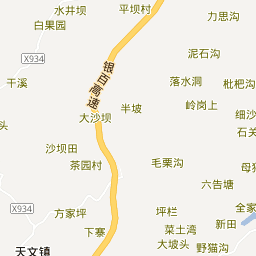 水井坝
平坝村
力思沟
白果园
泥石沟
X934
银百高速
落水洞
枇杷沟
干溪
半坡
岭岗上
大沙坝
细沙
头
石关
沙坝田
茶园村
毛栗沟
母猪
六告塘
X934
方家坪
坪栏
全家
下寨
菜土湾
新田
天文镇
大坡头
野猫沟